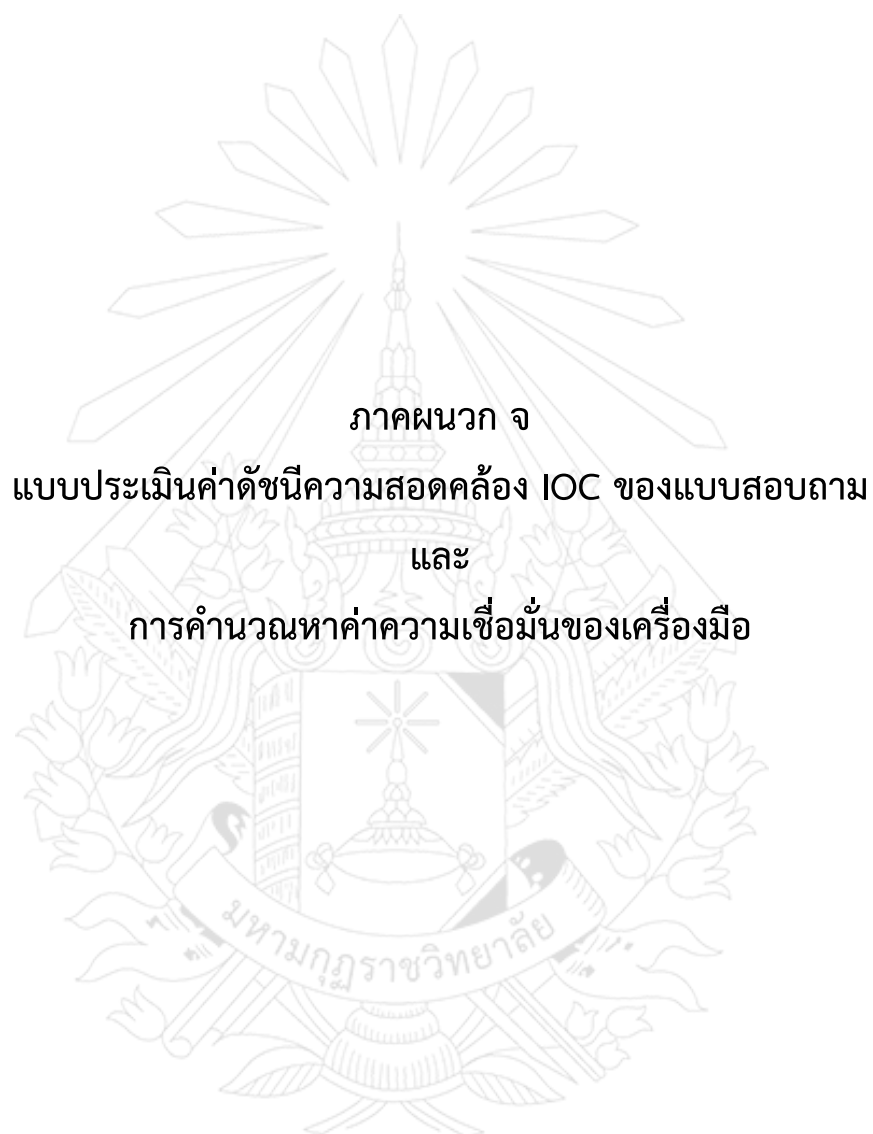 ภาคผนวก จ
แบบประเมินค่าดัชนีความสอดคล้อง IOC ของแบบสอบถาม
และ
การคำนวณหาค่าความเชื่อมั่นของเครื่องมือ
มหามกุฏราชวิทยาลัย